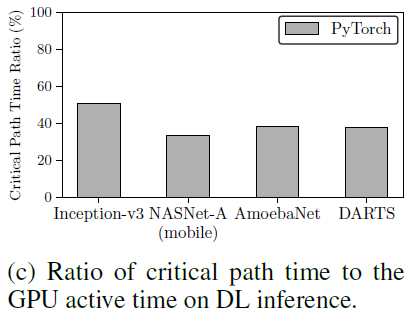 100
80
60
40
20
0
Critical Path Time Ratio (%)
PyTorch
Inception-v3 NASNet-A AmoebaNet DARTS
(mobile)
(c) Ratio of critical path time to the
GPU active time on DL inference.